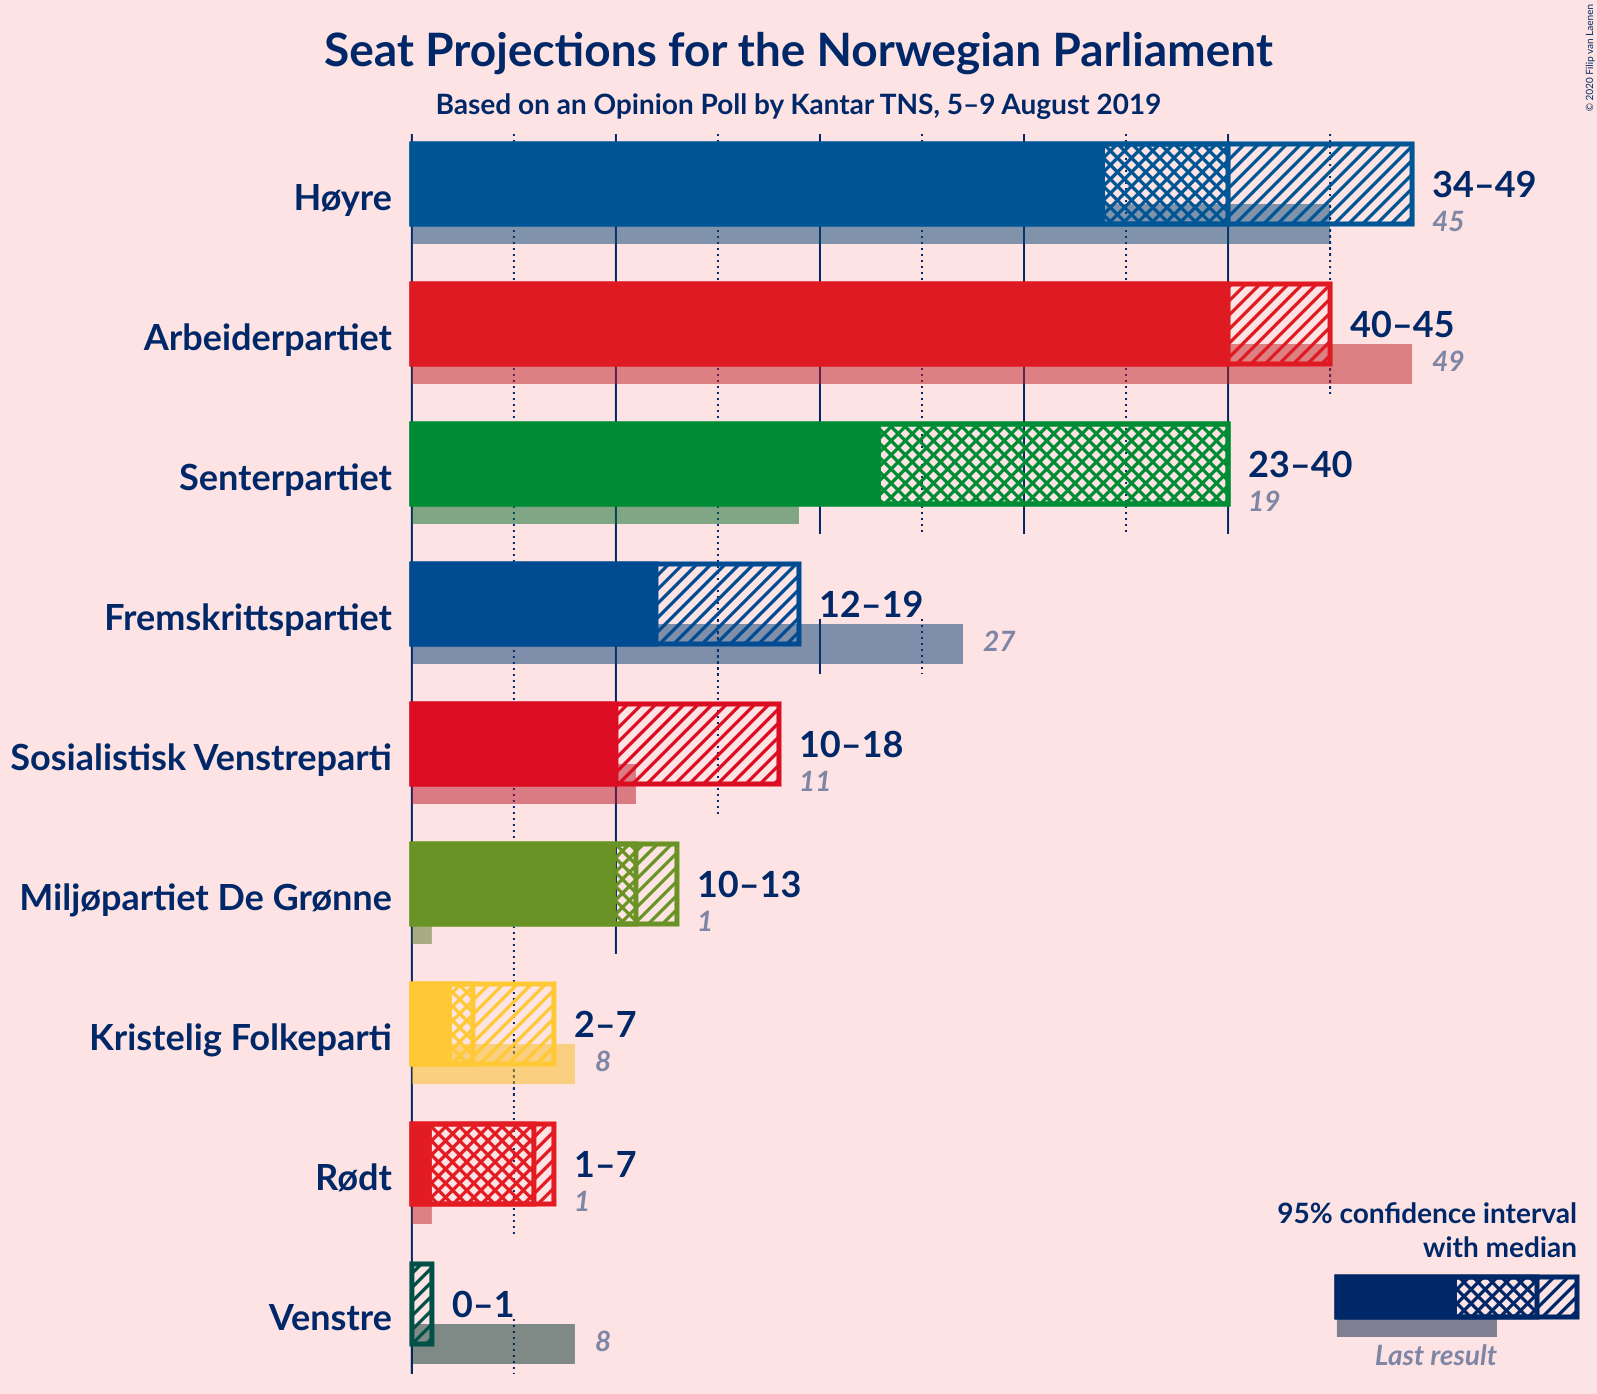 Seat Projections for the Norwegian Parliament
Based on an Opinion Poll by Kantar TNS, 5–9 August 2019
© 2020 Filip van Laenen
Høyre
34–49
45
Arbeiderpartiet
40–45
49
Senterpartiet
23–40
19
Fremskrittspartiet
12–19
27
Sosialistisk Venstreparti
10–18
11
Miljøpartiet De Grønne
10–13
1
Kristelig Folkeparti
2–7
8
Rødt
1–7
1
Venstre
0–1
8
95% confidence interval
with median
Last result